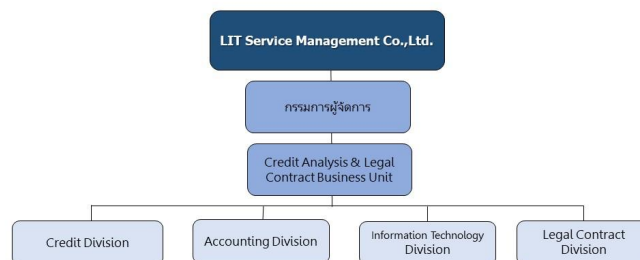 LIT Service Management Co.,Ltd.
กรรมการผู้จัดการ
Credit Analysis & Legal
Contract Business Unit
Credit Division
Accounting Division
Information Technology
Division
Legal Contract
Division